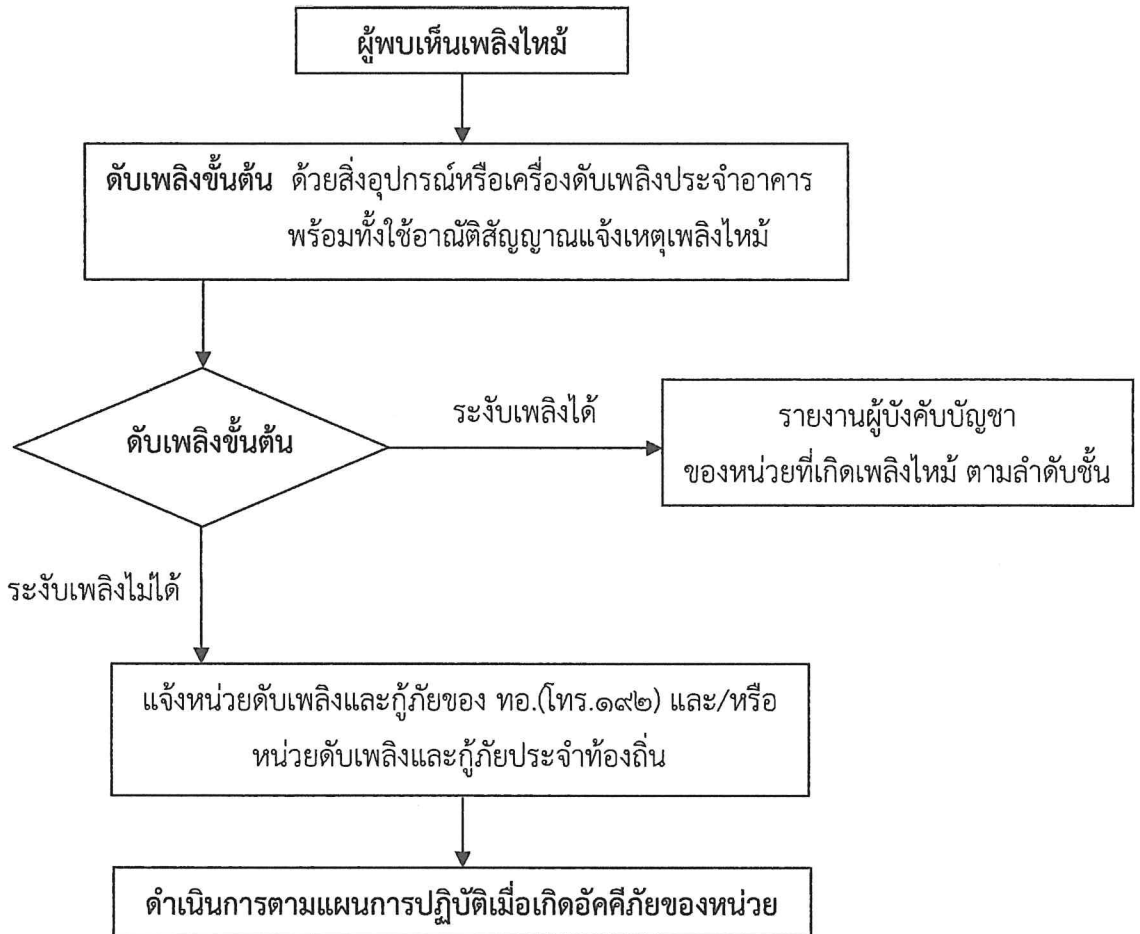 ผู้พบเห็นเพลิงไหม้
ดับเพลิงขั้นต้น ด้วยสิ่งอุปกรณ์หรือเครื่องดับเพลิงประจำอาคาร
พร้อมทั้งใช้อาณัติสัญญาณแจ้งเหตุเพลิงไหม้
ดับเพลิงขั้นต้น
ระงับเพลิงได้
รายงานผู้บังคับบัญชา
ของหน่วยที่เกิดเพลิงไหม้ ตามลำดับชั้น
ระงับเพลิงไม่ได้
แจ้งหน่วยดับเพลิงและกู้ภัยของ ทอ.(โทร.๑๙๒) และ/หรือ
หน่วยดับเพลิงและกู้ภัยประจำท้องถิ่น
ดำเนินการตามแผนการปฏิบัติเมื่อเกิดอัคคีภัยของหน่วย